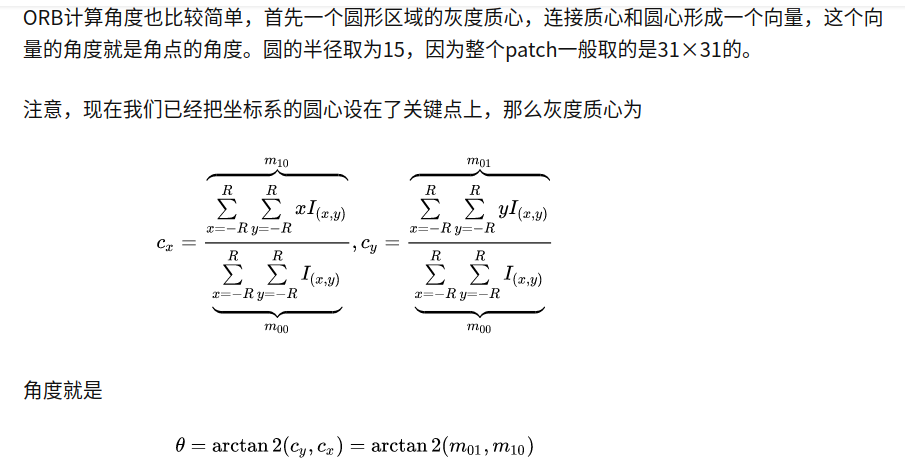 ORB计算角度也比较简单，首先一个圆形区域的灰度质心，连接质心和圆心形成一个向量，这个向
量的角度就是角点的角度。圆的半径取为15，因为整个patch一般取的是31×31的。
注意，现在我们已经把坐标系的圆心设在了关键点上，那么灰度质心为
$c_x = \frac{\overbrace{\sum_{x=-R}^{R}\sum_{y=-R}^{R} xI_{(x,y)}}^{m_{10}}}{\underbrace{\sum_{x=-R}^{R}\sum_{y=-R}^{R} I_{(x,y)}}_{m_{00}}}, c_y = \frac{\overbrace{\sum_{x=-R}^{R}\sum_{y=-R}^{R} yI_{(x,y)}}^{m_{01}}}{\underbrace{\sum_{x=-R}^{R}\sum_{y=-R}^{R} I_{(x,y)}}_{m_{00}}}$
角度就是
$\theta = \arctan 2(c_y, c_x) = \arctan 2(m_{01}, m_{10})$